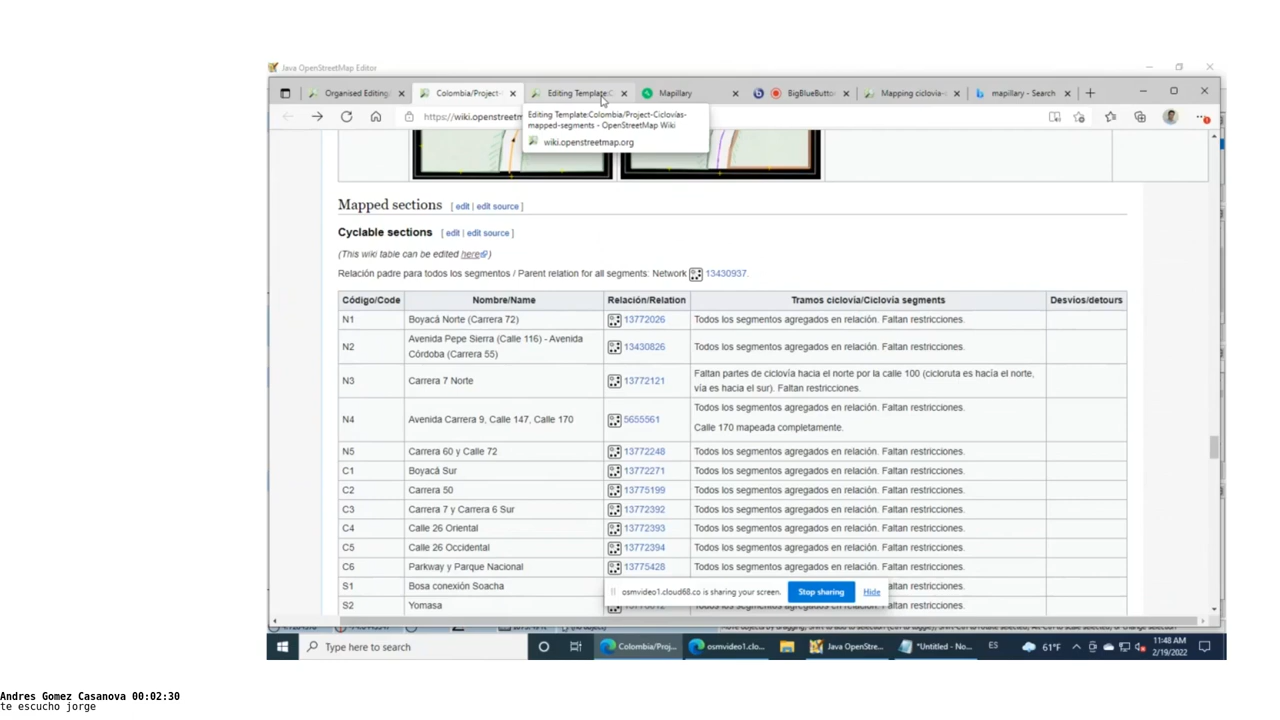 Java OpenStreetMap Editor
Organised Editing
Colombia/Project-
Editing Template:C
Mapillary
BigBlueButto
Mapping ciclovia-
mapillary - Search
https://wiki.openstreetm
Editing Template:Colombia/Project-Ciclovías-
mapped-segments - OpenStreetMap Wiki
wiki.openstreetmap.org
Mapped sections [ edit | edit source ]
Cyclable sections [ edit | edit source ]
(This wiki table can be edited here)
Relación padre para todos los segmentos / Parent relation for all segments: Network 13430937.
Código/Code Nombre/Name Relación/Relation Tramos ciclovía/Ciclovía segments Desvíos/detours
N1 Boyacá Norte (Carrera 72) 13772026 Todos los segmentos agregados en relación. Faltan restricciones.
N2 Avenida Pepe Sierra (Calle 116) - Avenida Córdoba (Carrera 55) 13430826 Todos los segmentos agregados en relación. Faltan restricciones.
N3 Carrera 7 Norte 13772121 Faltan partes de ciclovía hacia el norte por la calle 100 (cicloruta es hacía el norte,
vía es hacia el sur). Faltan restricciones.
N4 Avenida Carrera 9, Calle 147, Calle 170 5655561 Todos los segmentos agregados en relación. Faltan restricciones.
Calle 170 mapeada completamente.
N5 Carrera 60 y Calle 72 13772248 Todos los segmentos agregados en relación. Faltan restricciones.
C1 Boyacá Sur 13772271 Todos los segmentos agregados en relación. Faltan restricciones.
C2 Carrera 50 13775199 Todos los segmentos agregados en relación. Faltan restricciones.
C3 Carrera 7 y Carrera 6 Sur 13772392 Todos los segmentos agregados en relación. Faltan restricciones.
C4 Calle 26 Oriental 13772393 Todos los segmentos agregados en relación. Faltan restricciones.
C5 Calle 26 Occidental 13772394 Todos los segmentos agregados en relación. Faltan restricciones.
C6 Parkway y Parque Nacional 13775428 Todos los segmentos agregados en relación. Faltan restricciones.
S1 Bosa conexión Soacha altan restricciones.
S2 Yomasa
osmvideo1.cloud68.co is sharing your screen. Stop sharing Hide
Type here to search
Colombia/Proj...
osmvideo1.clo...
Java OpenStre...
*Untitled - No...
ES
61°F
11:48 AM
2/19/2022
Andres Gomez Casanova 00:02:30
te escucho jorge